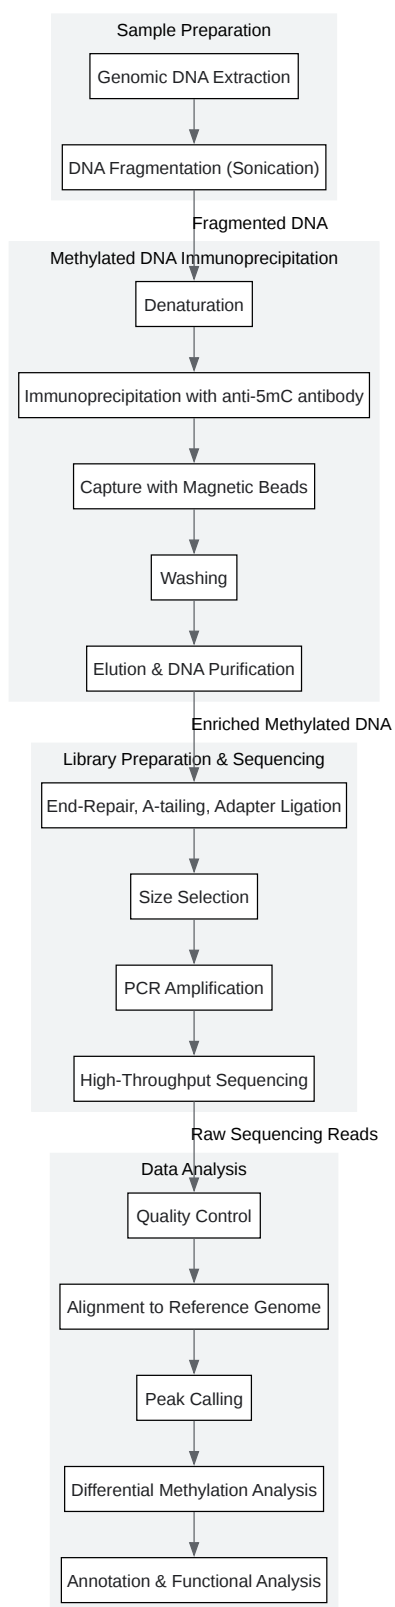 Sample Preparation
Genomic DNA Extraction
DNA Fragmentation (Sonication)
Fragmented DNA
Methylated DNA Immunoprecipitation
Denaturation
Immunoprecipitation with anti-5mC antibody
Capture with Magnetic Beads
Washing
Elution & DNA Purification
Enriched Methylated DNA
Library Preparation & Sequencing
End-Repair, A-tailing, Adapter Ligation
Size Selection
PCR Amplification
High-Throughput Sequencing
Raw Sequencing Reads
Data Analysis
Quality Control
Alignment to Reference Genome
Peak Calling
Differential Methylation Analysis
Annotation & Functional Analysis